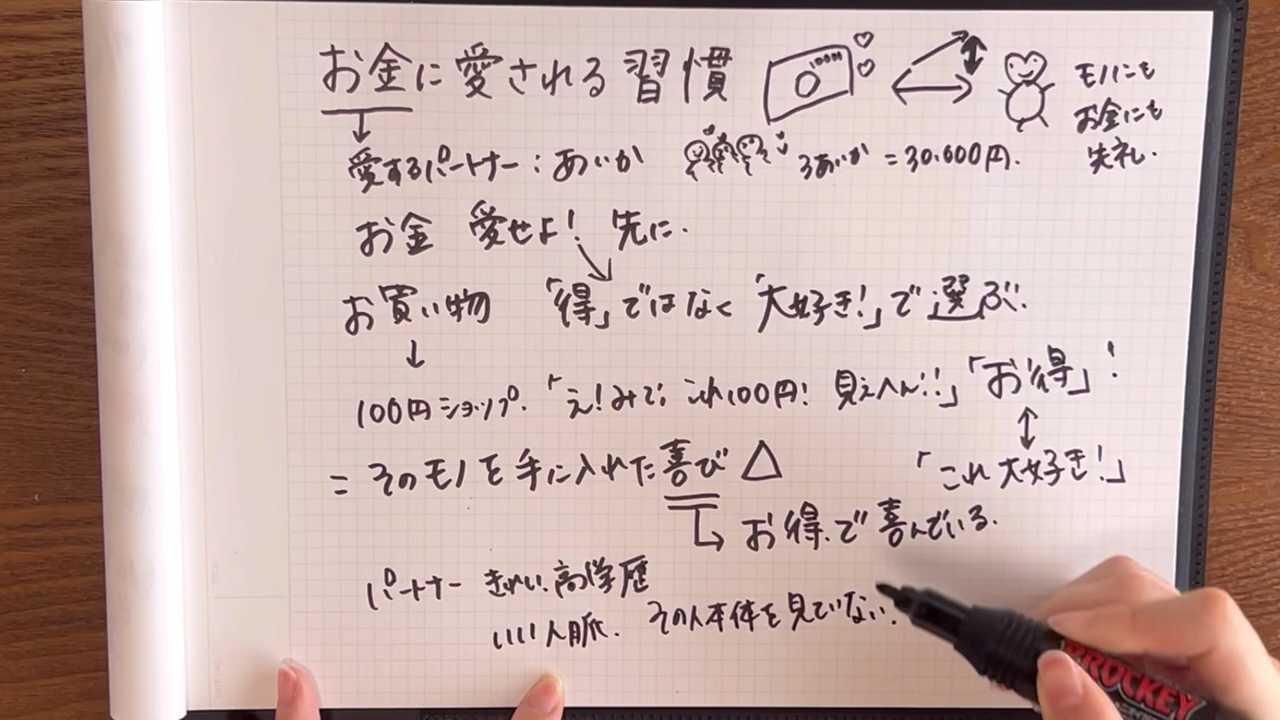 お金に愛される習慣
100M
モノにも
お金にも
失礼.
愛するパートナー:あいか 3あいか=30.000円.
お金 愛せよ! 先に.
お買い物 「得」ではなく「大好き!」で選ぶ.
100円ショップ.「え!みて!これ100円!見えへん!!」「お得」!
「これ大好き!」
=そのモノを手に入れた喜び△
お得.で喜んでいる.
パートナー きれい.高学歴
いい人脈. その人本体を見ていない.
TITLE
PROCKEY